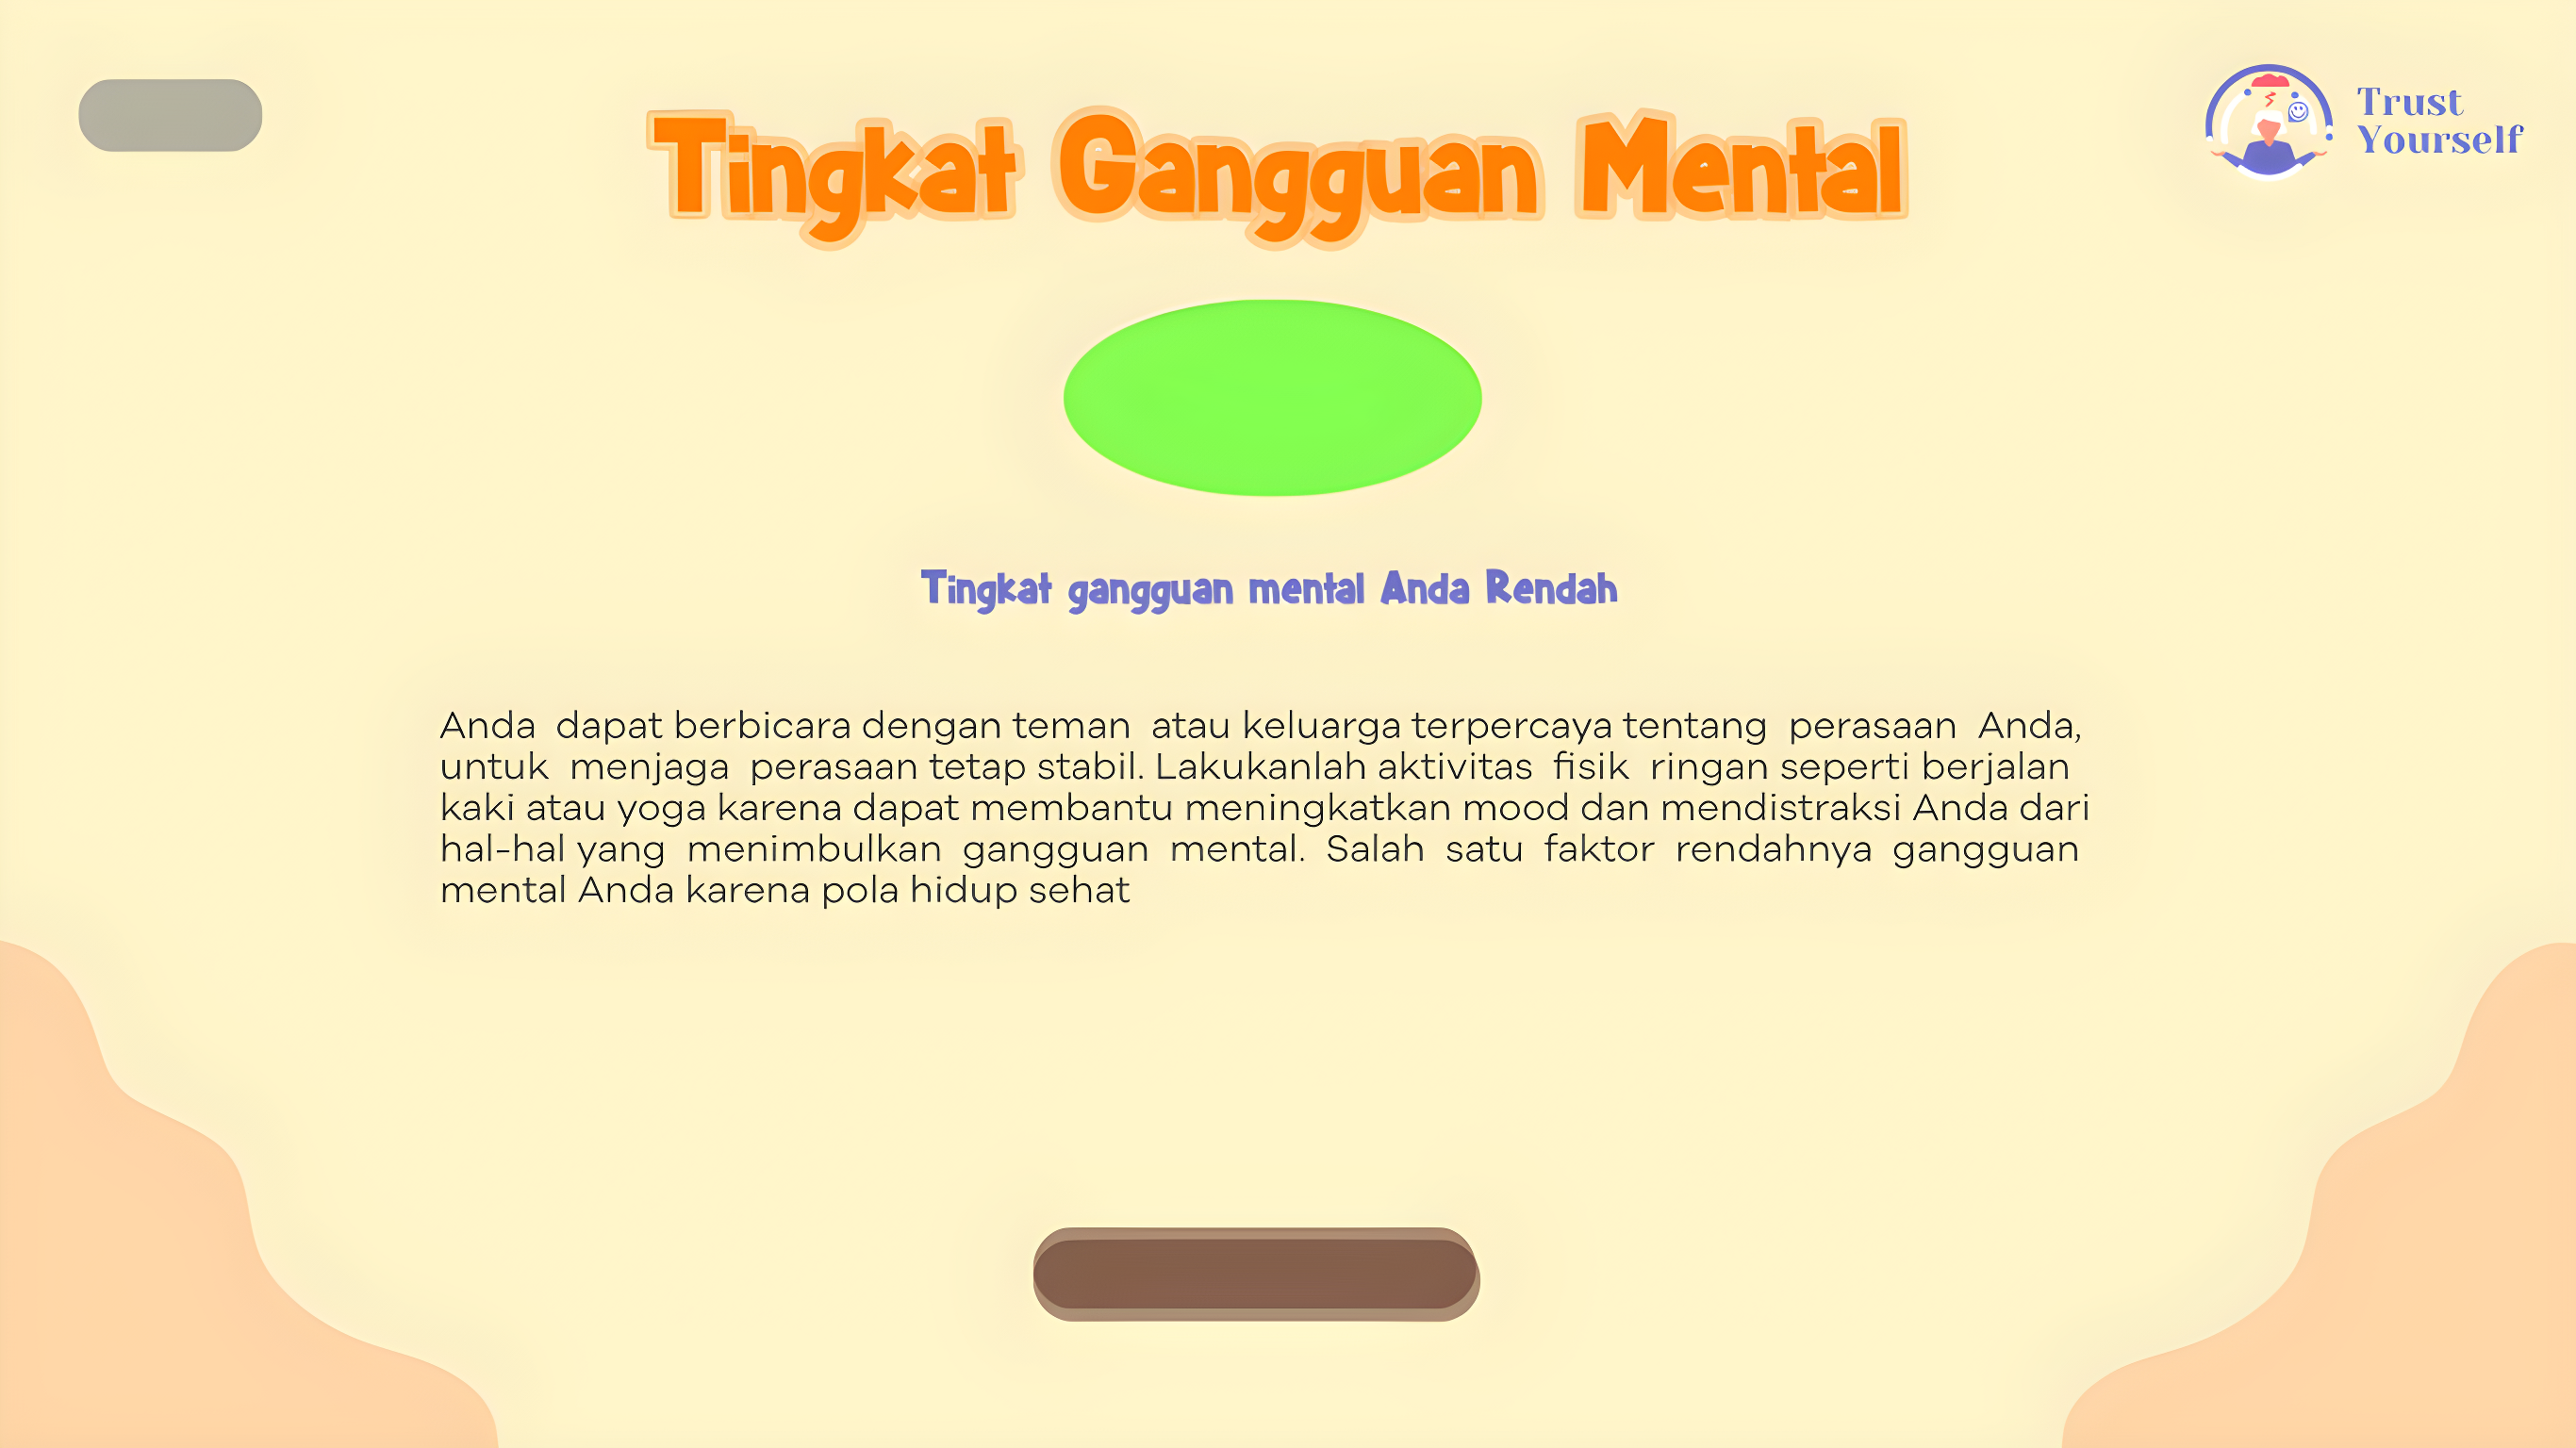 Tingkat Gangguan Mental
Trust
Yourself
Tingkat gangguan mental Anda Rendah
Anda dapat berbicara dengan teman atau keluarga terpercaya tentang perasaan Anda,
untuk menjaga perasaan tetap stabil. Lakukanlah aktivitas fisik ringan seperti berjalan
kaki atau yoga karena dapat membantu meningkatkan mood dan mendistraksi Anda dari
hal-hal yang menimbulkan gangguan mental. Salah satu faktor rendahnya gangguan
mental Anda karena pola hidup sehat